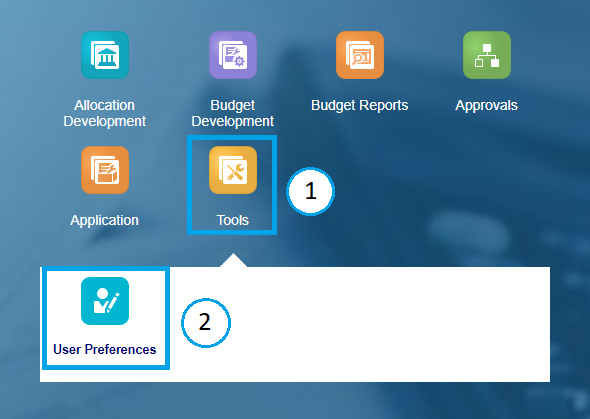 Allocation
Development
Budget
Development
Budget Reports
Approvals
Application
Tools
1
User Preferences
2